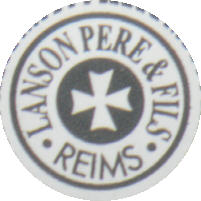 LANSON PERE & FILS
• REIMS •